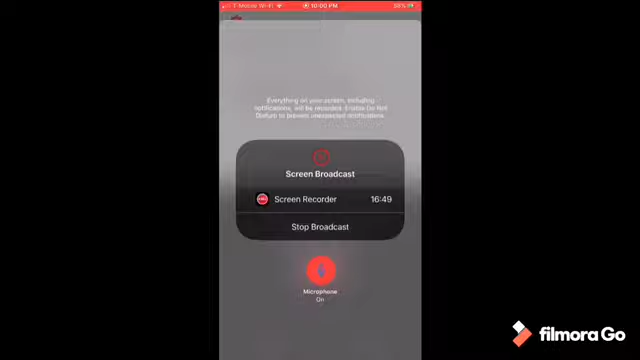 T-Mobile Wi-Fi
10:00 PM
Everything on your screen, including
notifications, will be recorded. Enable Do Not
Disturb to prevent unexpected notifications.
Screen Broadcast
Screen Recorder
16:49
Stop Broadcast
Microphone
On
filmora Go